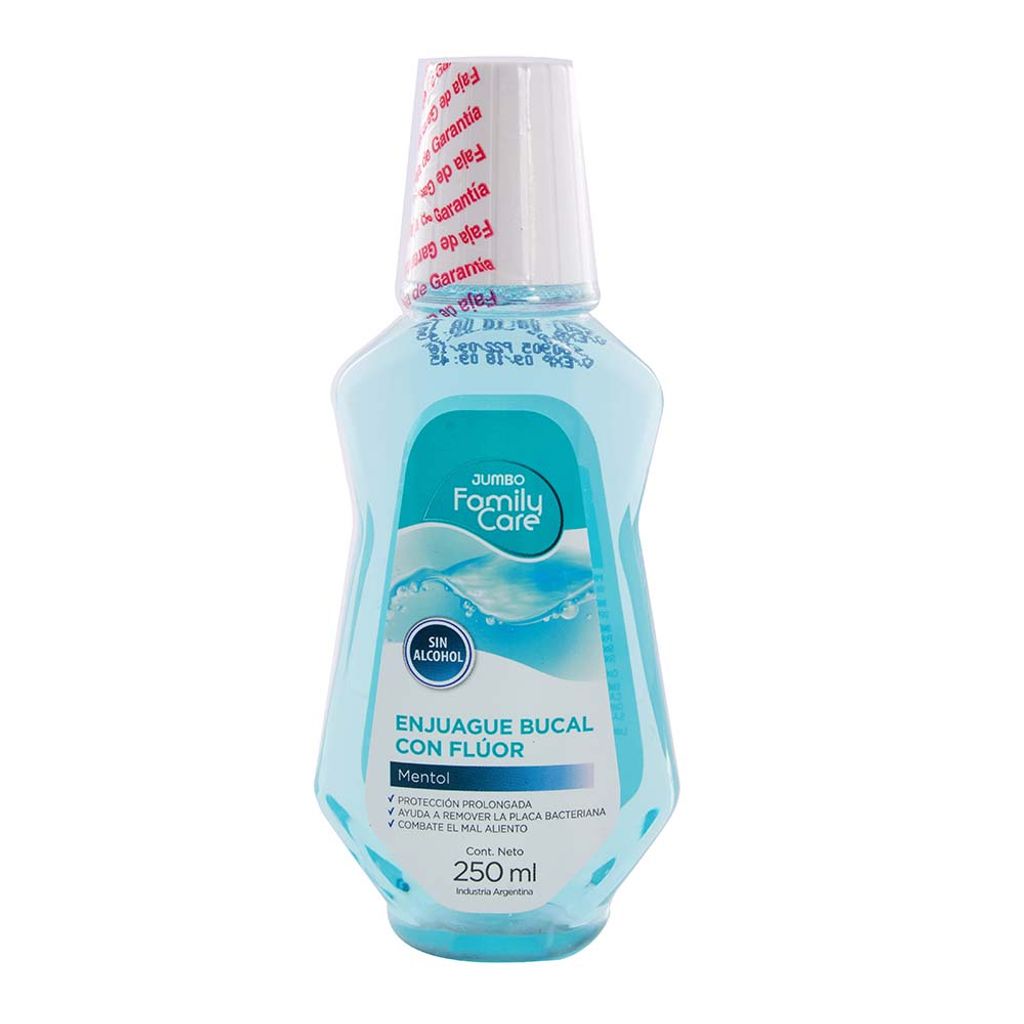 Faja de Garantía
Faja de Garantía
Faja de Garantía
JUMBO
Family
Care
SIN
ALCOHOL
ENJUAGUE BUCAL
CON FLÚOR
Mentol
PROTECCIÓN PROLONGADA
AYUDA A REMOVER LA PLACA BACTERIANA
COMBATE EL MAL ALIENTO
Cont. Neto
250 ml
Industria Argentina